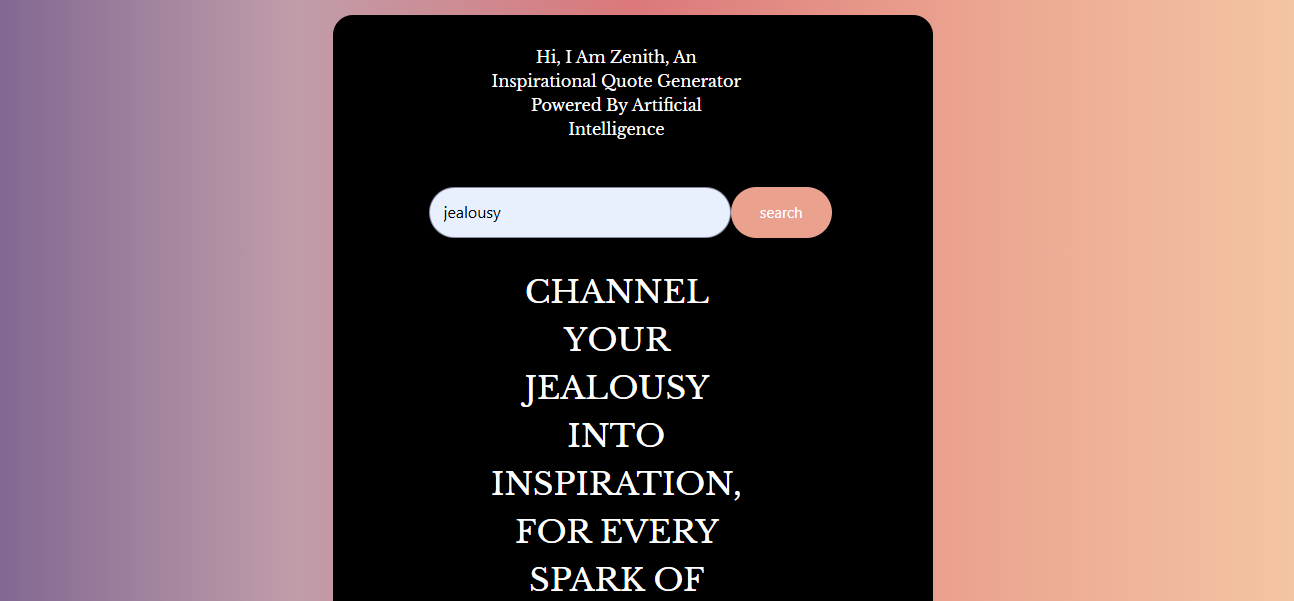 Hi, I Am Zenith, An
Inspirational Quote Generator
Powered By Artificial
Intelligence
jealousy
search
CHANNEL
YOUR
JEALOUSY
INTO
INSPIRATION,
FOR EVERY
SPARK OF